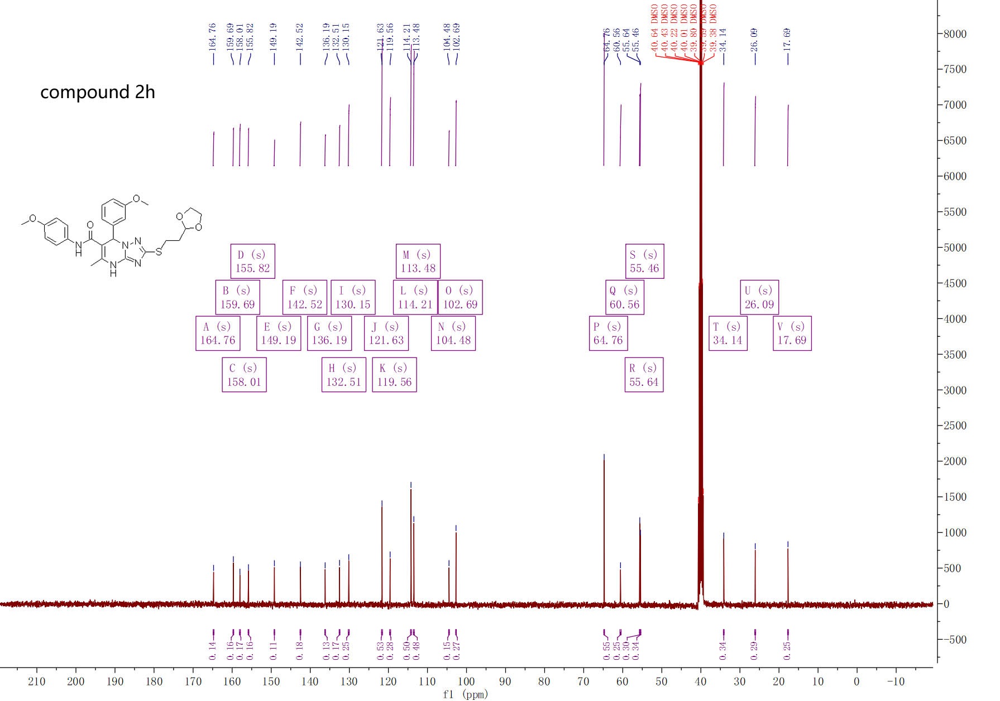 164.76
159.69
158.01
155.82
149.19
142.52
136.19
132.51
130.15
121.63
119.56
114.21
113.48
104.48
102.69
64.76
60.56
55.64
55.46
40.64 DMSO
40.43 DMSO
40.22 DMSO
40.01 DMSO
39.80 DMSO
39.59 DMSO
39.38 DMSO
34.14
26.09
17.69
compound 2h
O
O
O
N
H
N
N
N
N
H
S
O
O
D (s)
155.82
M (s)
113.48
S (s)
55.46
B (s)
159.69
F (s)
142.52
I (s)
130.15
L (s)
114.21
O (s)
102.69
Q (s)
60.56
U (s)
26.09
A (s)
164.76
E (s)
149.19
G (s)
136.19
J (s)
121.63
N (s)
104.48
P (s)
64.76
T (s)
34.14
V (s)
17.69
C (s)
158.01
H (s)
132.51
K (s)
119.56
R (s)
55.64
8000
7500
7000
6500
6000
5500
5000
4500
4000
3500
3000
2500
2000
1500
1000
500
0
-500
0.14
0.16
0.17
0.16
0.11
0.18
0.13
0.17
0.25
0.53
0.28
0.50
0.48
0.15
0.27
0.55
0.25
0.30
0.34
0.34
0.29
0.25
210 200 190 180 170 160 150 140 130 120 110 100 90 80 70 60 50 40 30 20 10 0 -10
f1 (ppm)